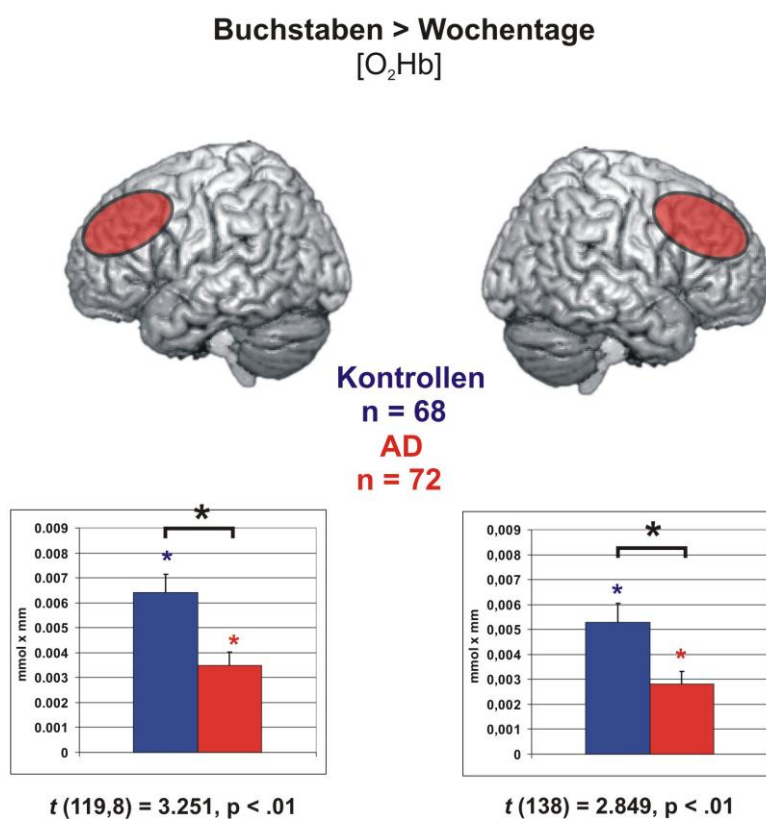 Buchstaben > Wochentage
[O₂Hb]
Kontrollen
n = 68
AD
n = 72
*
*
*
0.009
0.008
0.007
0.006
0.005
0.004
0.003
0.002
0.001
0
mmol x mm
t (119,8) = 3.251, p < .01
*
*
*
0,009
0,008
0,007
0,006
0,005
0,004
0,003
0,002
0,001
0
mmol x mm
t (138) = 2.849, p < .01